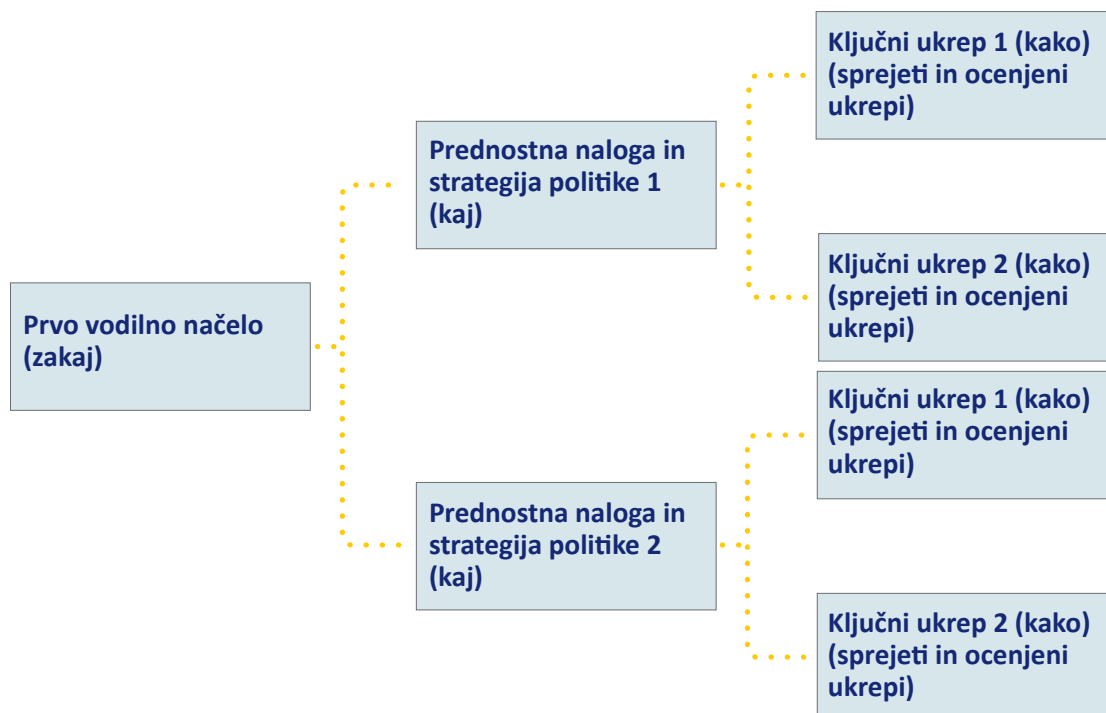 Prvo vodilno načelo
(zakaj)
Prednostna naloga in
strategija politike 1
(kaj)
Ključni ukrep 1 (kako)
(sprejeti in ocenjeni
ukrepi)
Ključni ukrep 2 (kako)
(sprejeti in ocenjeni
ukrepi)
Prednostna naloga in
strategija politike 2
(kaj)
Ključni ukrep 1 (kako)
(sprejeti in ocenjeni
ukrepi)
Ključni ukrep 2 (kako)
(sprejeti in ocenjeni
ukrepi)